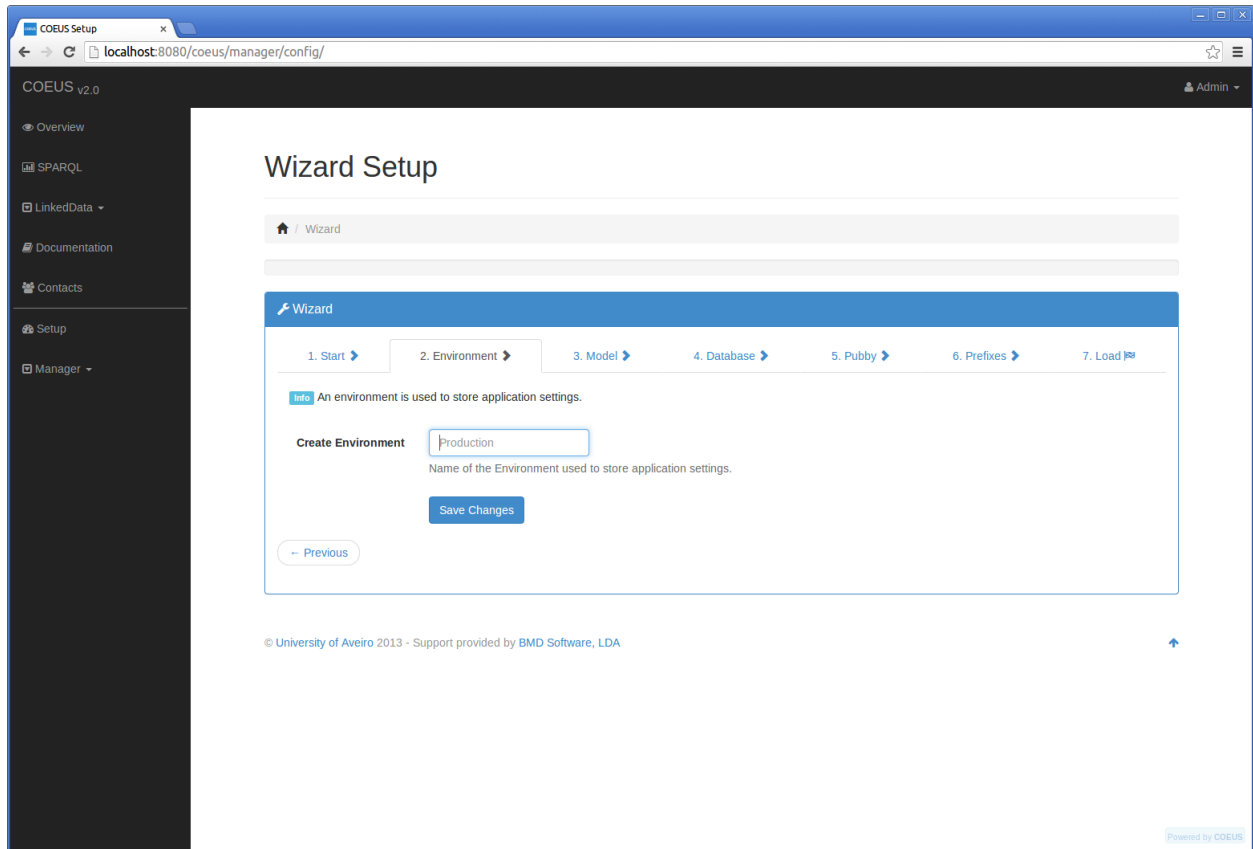 COEUS Setup
localhost:8080/coeus/manager/config/
COEUS v2.0
Admin
Overview
SPARQL
LinkedData
Documentation
Contacts
Setup
Manager
Wizard Setup
/ Wizard
Wizard
1. Start 2. Environment 3. Model 4. Database 5. Pubby 6. Prefixes 7. Load
Info An environment is used to store application settings.
Create Environment Production
Name of the Environment used to store application settings.
Save Changes
← Previous
© University of Aveiro 2013 - Support provided by BMD Software, LDA
Powered by COEUS